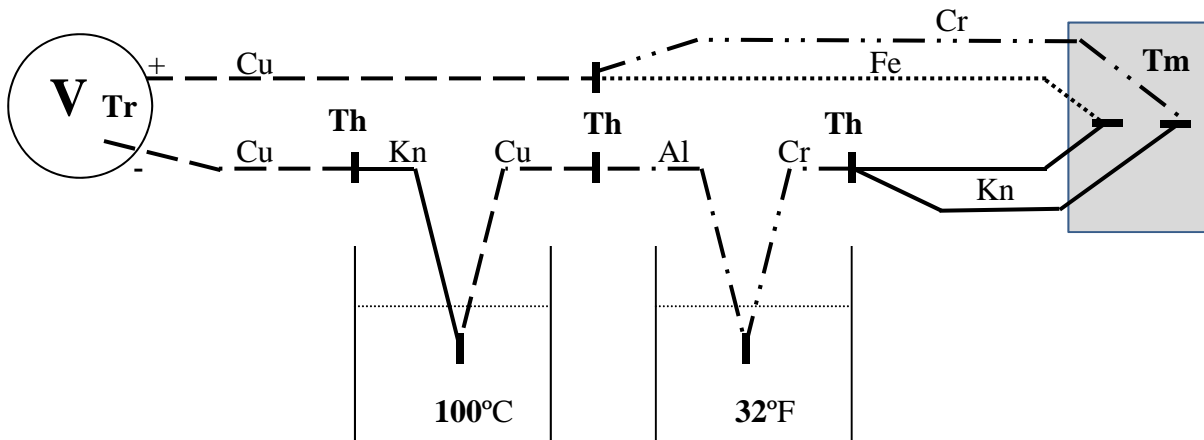 Cr
+ Cu Fe Tm
V Tr
Th Th Th
- Cu Kn Cu Al Cr
Kn
100ºC 32ºF